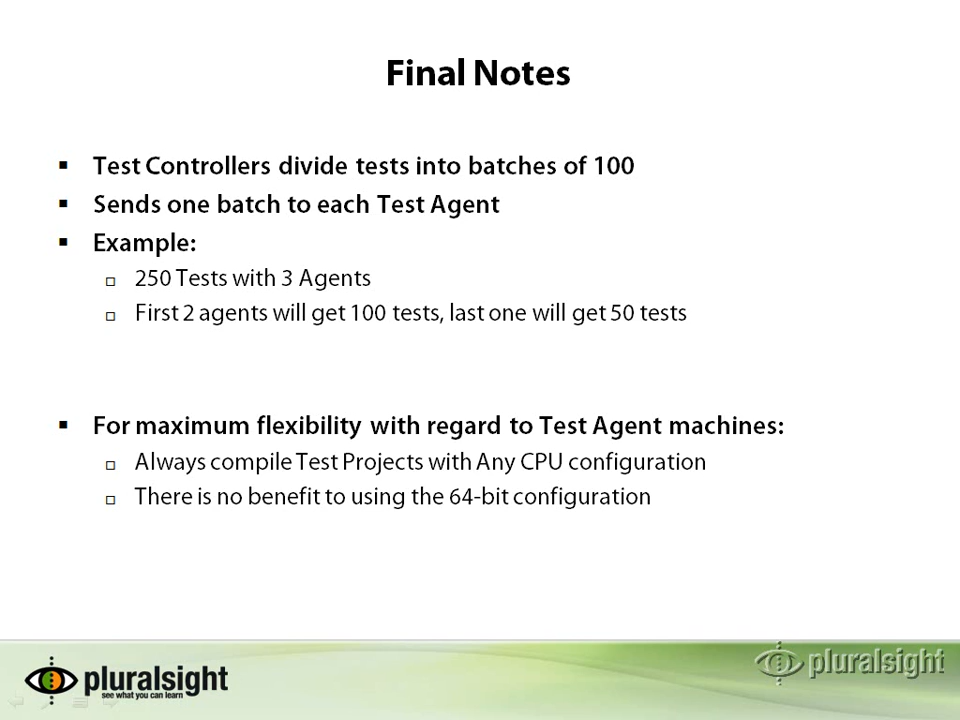 Final Notes
Test Controllers divide tests into batches of 100
Sends one batch to each Test Agent
Example:
250 Tests with 3 Agents
First 2 agents will get 100 tests, last one will get 50 tests
For maximum flexibility with regard to Test Agent machines:
Always compile Test Projects with Any CPU configuration
There is no benefit to using the 64-bit configuration
pluralsight
see what you can learn
pluralsight